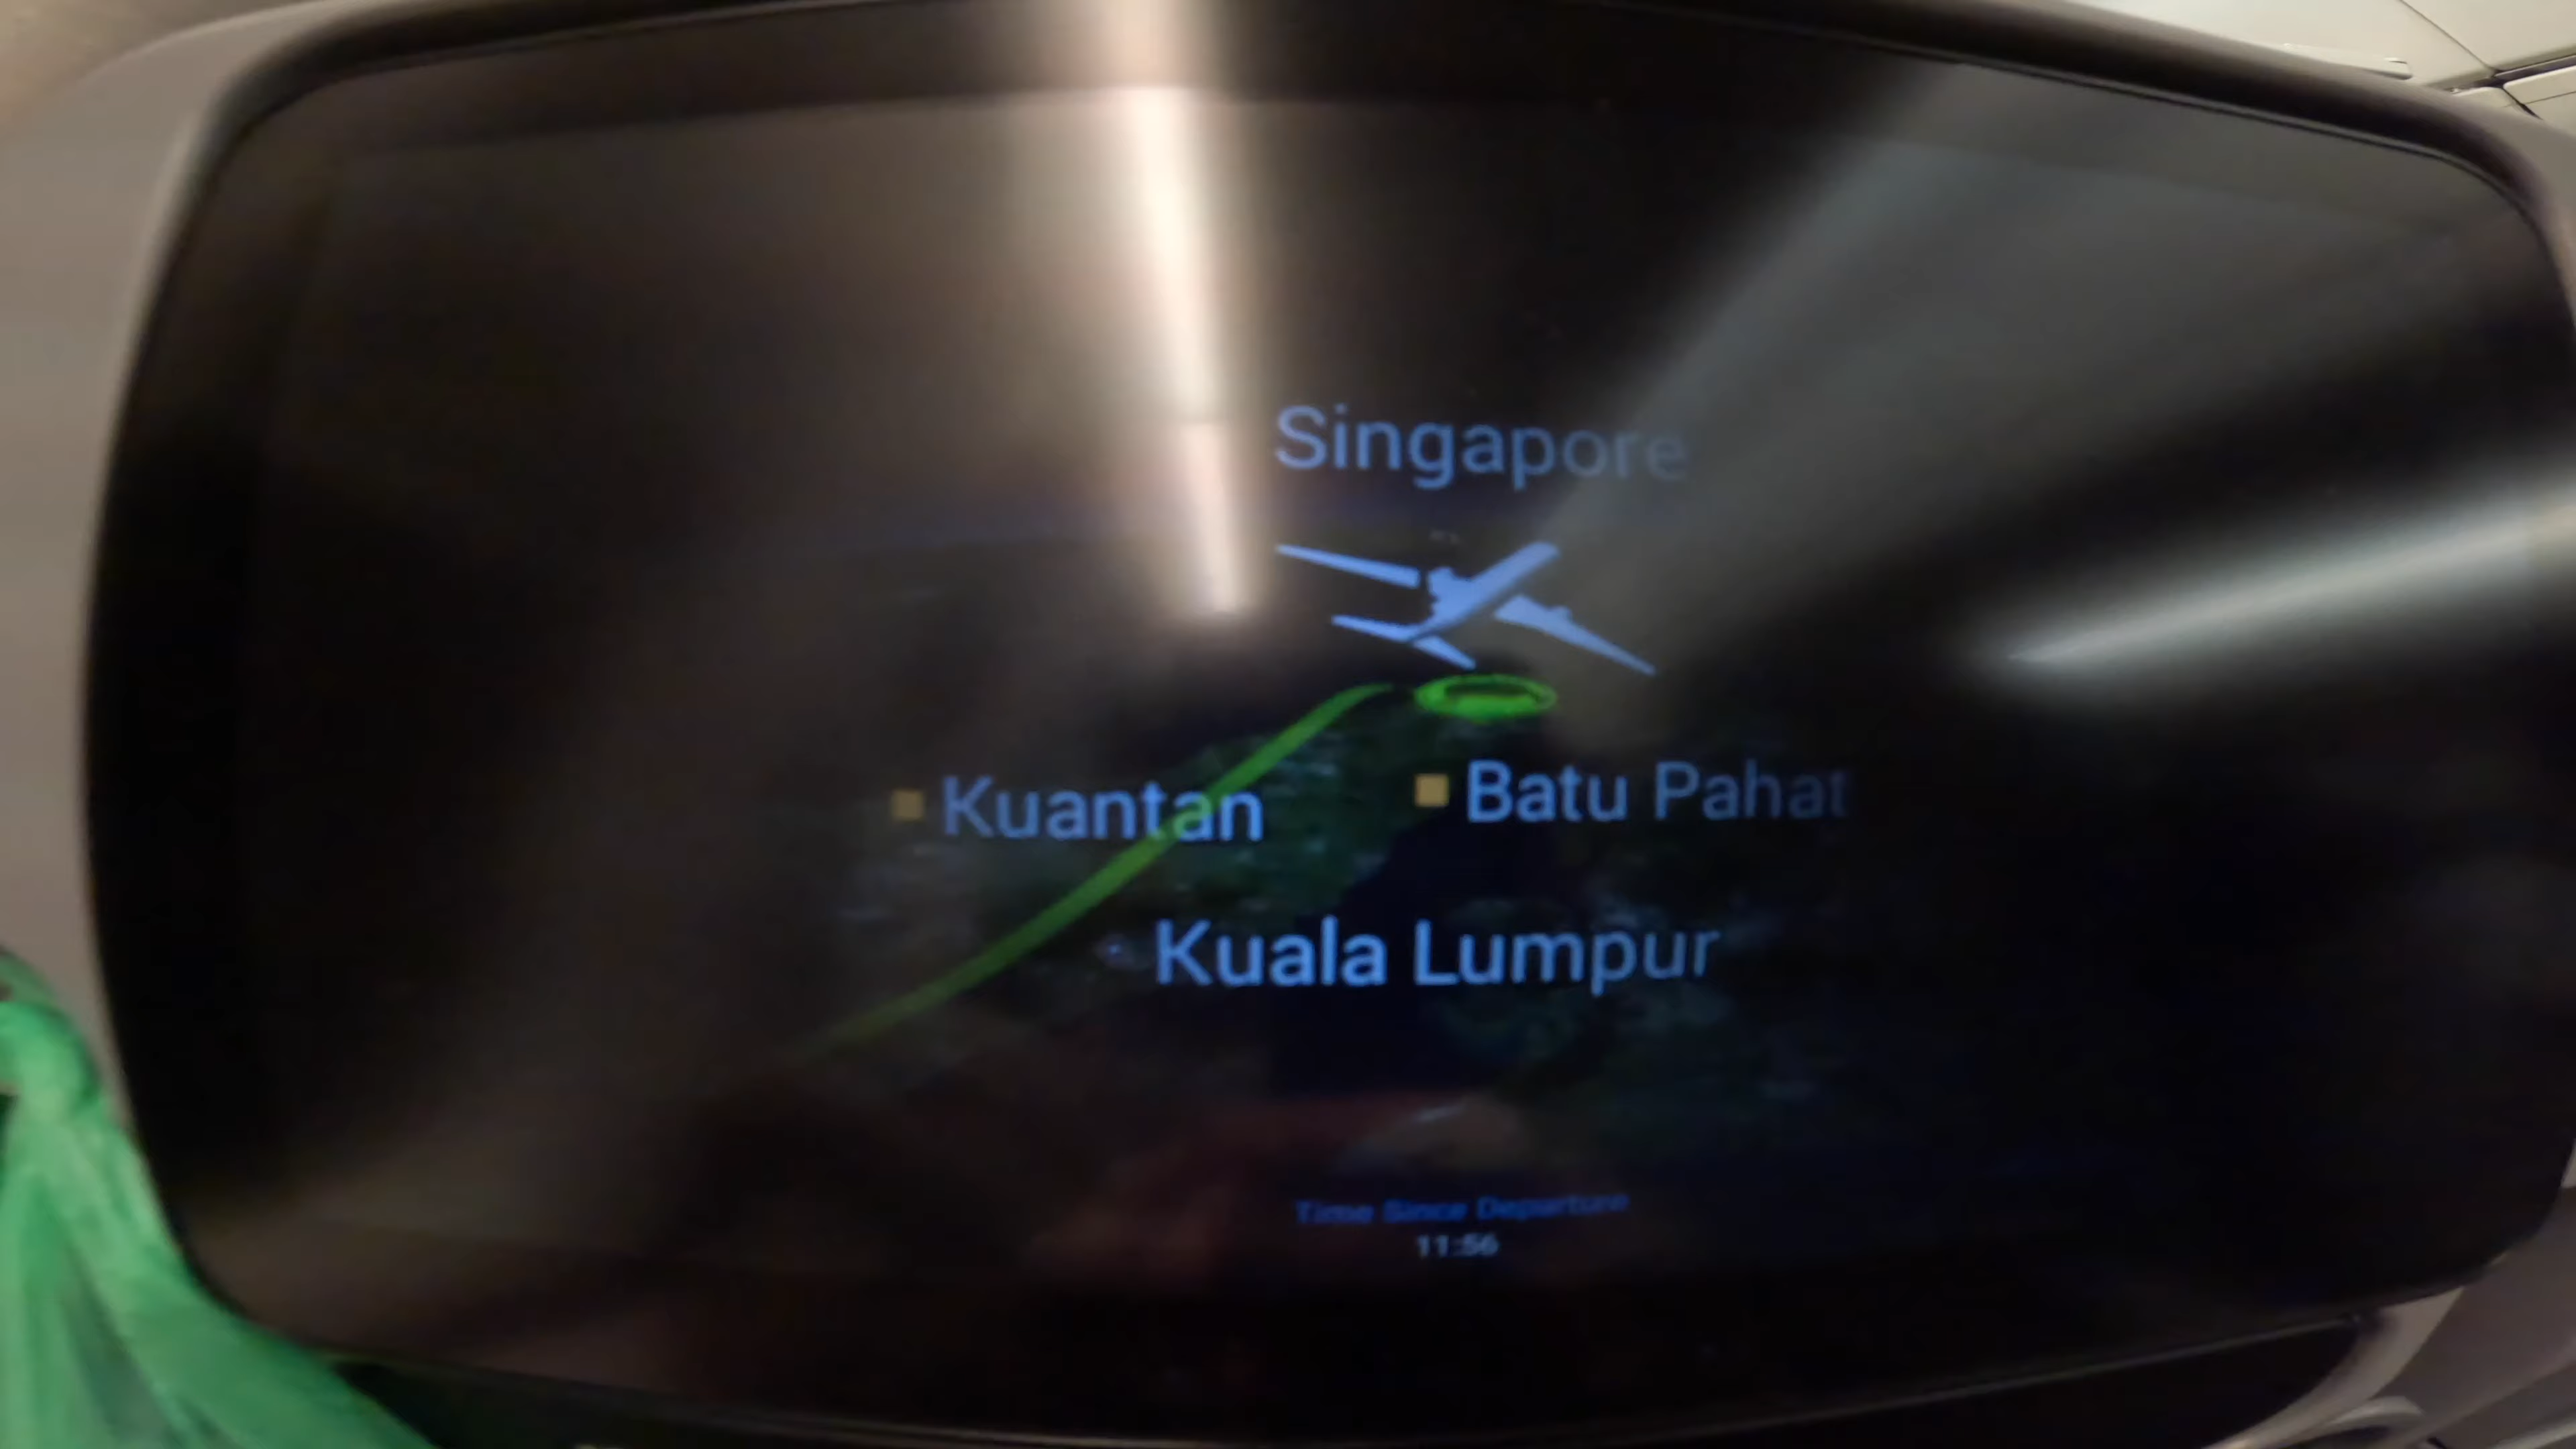 Singapore
Kuantan
Batu Pahat
Kuala Lumpur
Time Since Departure
11:56